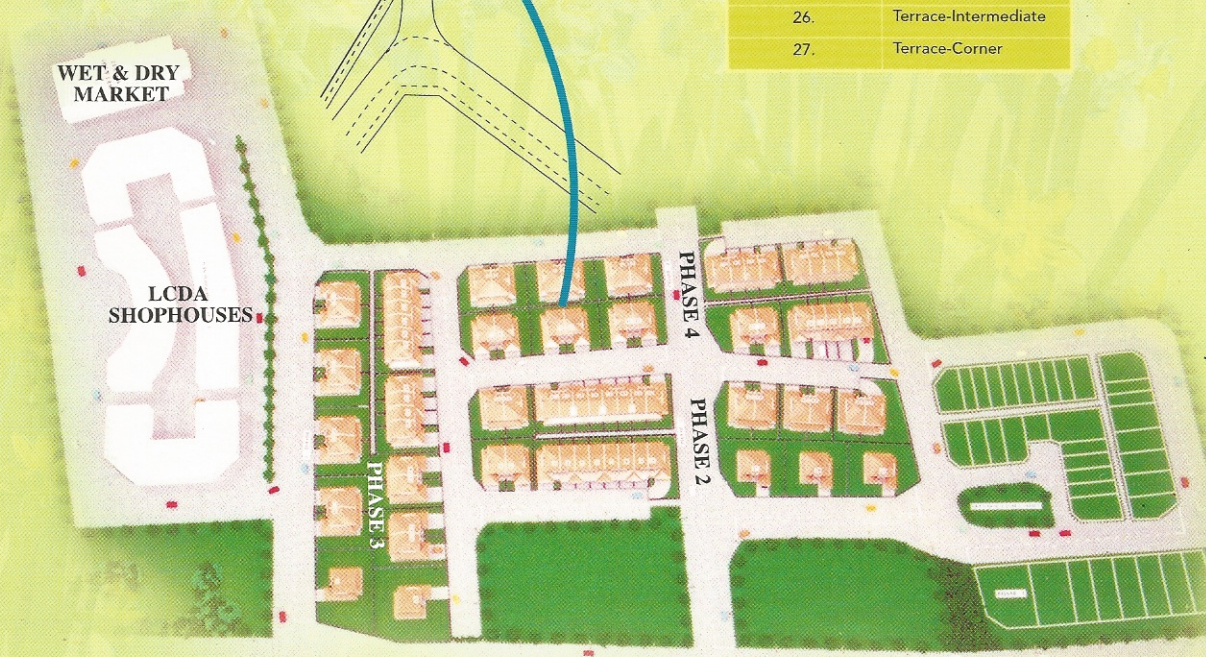 26. Terrace-Intermediate
27. Terrace-Corner
WET & DRY
MARKET
LCDA
SHOPHOUSES
PHASE 4
PHASE 2
PHASE 3